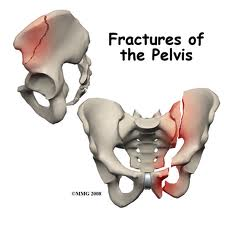 Fractures of
the Pelvis
©MMG 2008